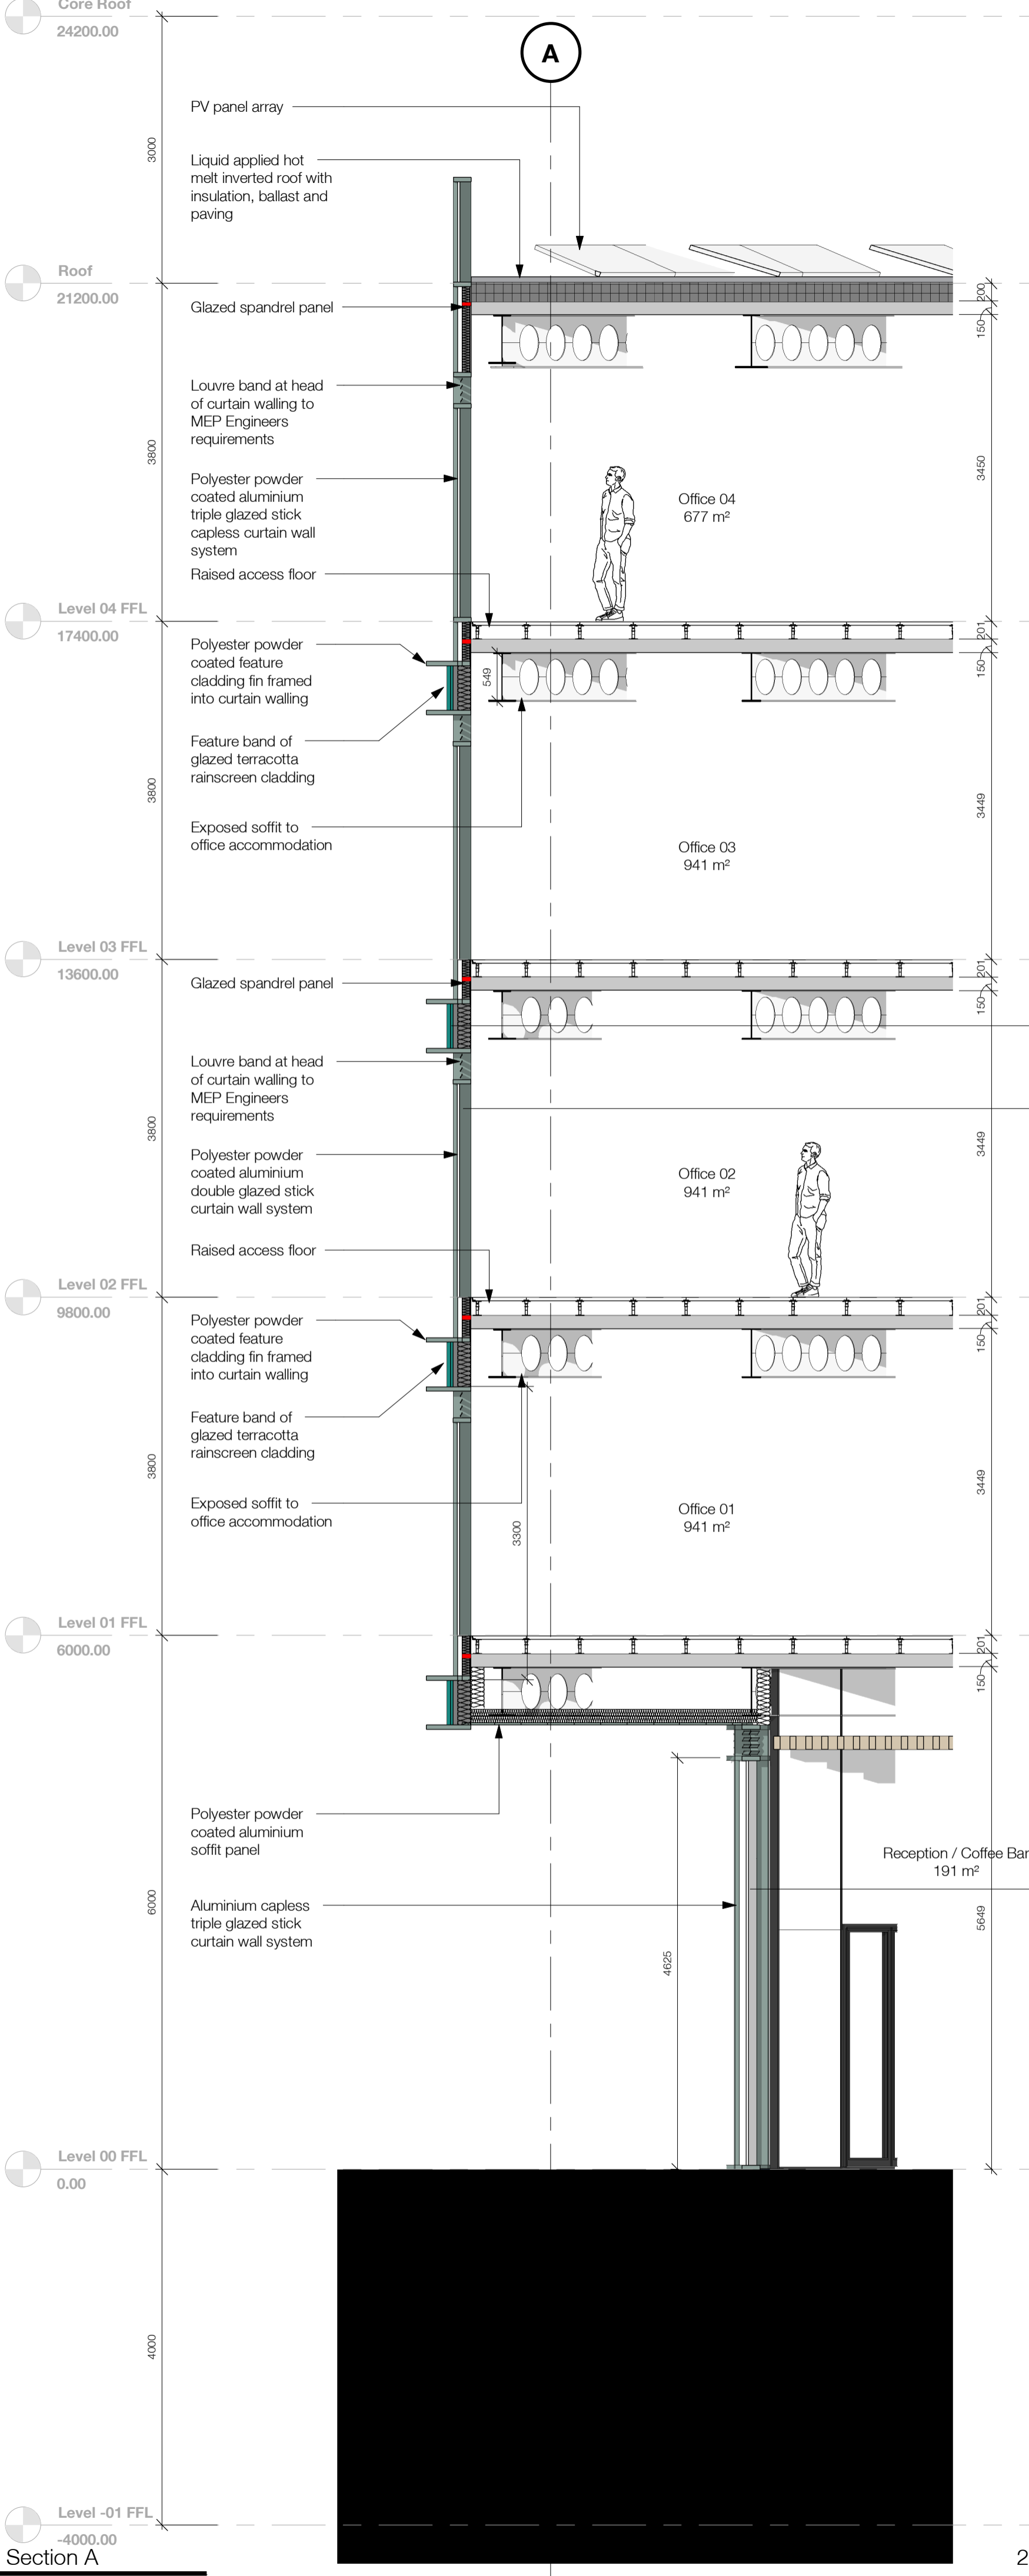 Core Roof
24200.00
A
PV panel array
3000
Liquid applied hot
melt inverted roof with
insulation, ballast and
paving
Roof
21200.00
Glazed spandrel panel
200
150
Louvre band at head
of curtain walling to
MEP Engineers
requirements
3800
3450
Polyester powder
coated aluminium
triple glazed stick
capless curtain wall
system
Office 04
677 m²
Raised access floor
Level 04 FFL
17400.00
201
150
Polyester powder
coated feature
cladding fin framed
into curtain walling
549
Feature band of
glazed terracotta
rainscreen cladding
3800
3449
Exposed soffit to
office accommodation
Office 03
941 m²
Level 03 FFL
13600.00
Glazed spandrel panel
201
150
Louvre band at head
of curtain walling to
MEP Engineers
requirements
3800
3449
Polyester powder
coated aluminium
double glazed stick
curtain wall system
Office 02
941 m²
Raised access floor
Level 02 FFL
9800.00
201
150
Polyester powder
coated feature
cladding fin framed
into curtain walling
Feature band of
glazed terracotta
rainscreen cladding
3800
3449
Exposed soffit to
office accommodation
Office 01
941 m²
3300
Level 01 FFL
6000.00
201
150
Polyester powder
coated aluminium
soffit panel
Reception / Coffee Bar
191 m²
6000
Aluminium capless
triple glazed stick
curtain wall system
4625
5649
Level 00 FFL
0.00
4000
Level -01 FFL
-4000.00
Section A
2